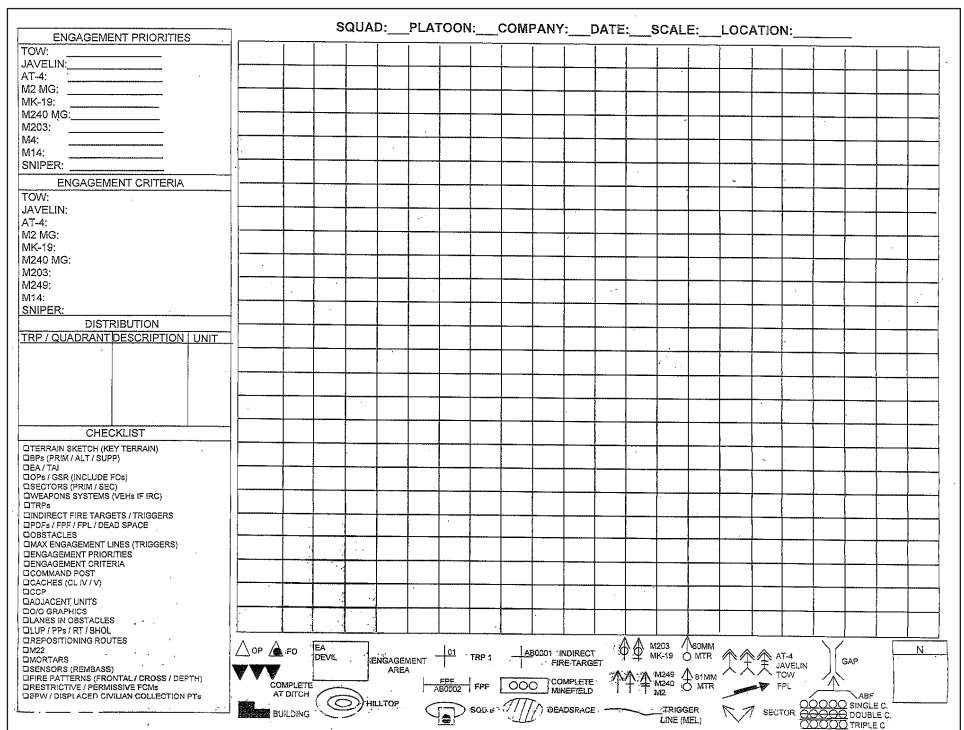 SQUAD:___PLATOON:___COMPANY:___DATE:___SCALE:___LOCATION:________
ENGAGEMENT PRIORITIES
TOW:
JAVELIN:
AT-4:
M2 MG:
MK-19:
M240 MG:
M203:
M4:
M14:
SNIPER:
ENGAGEMENT CRITERIA
TOW:
JAVELIN:
AT-4:
M2 MG:
MK-19:
M240 MG:
M203:
M249:
M14:
SNIPER:
DISTRIBUTION
TRP / QUADRANT DESCRIPTION UNIT
CHECKLIST
TERRAIN SKETCH (KEY TERRAIN)
BPs (PRIM / ALT / SUPP)
EA / TAI
OPs / GSR (INCLUDE FOs)
SECTORS (PRIM / SEC)
WEAPONS SYSTEMS (VEHs IF IRC)
TRPs
INDIRECT FIRE TARGETS / TRIGGERS
PDFs / FPF / FPL / DEAD SPACE
OBSTACLES
MAX ENGAGEMENT LINES (TRIGGERS)
ENGAGEMENT PRIORITIES
ENGAGEMENT CRITERIA
COMMAND POST
CACHES (CL IV / V)
CCP
ADJACENT UNITS
O/O GRAPHICS
LANES IN OBSTACLES
LUP / PPs / RT / BHOL
REPOSITIONING ROUTES
M22
MORTARS
SENSORS (REMBASS)
FIRE PATTERNS (FRONTAL / CROSS / DEPTH)
RESTRICTIVE / PERMISSIVE FCMs
EPW / DISPLACED CIVILIAN COLLECTION PTs
OP
FO
EA
DEVIL
ENGAGEMENT
AREA
01
TRP 1
AB0001
INDIRECT
FIRE TARGET
M203
MK-19
60MM
MTR
AT-4
JAVELIN
TOW
GAP
N
COMPLETE
AT DITCH
FPF
AB0002
FPF
COMPLETE
MINEFIELD
M249
M240
M2
81MM
MTR
FPL
BUILDING
HILLTOP
SQD
DEADSPACE
TRIGGER
LINE (MEL)
SECTOR
ABF
SINGLE C.
DOUBLE C.
TRIPLE C